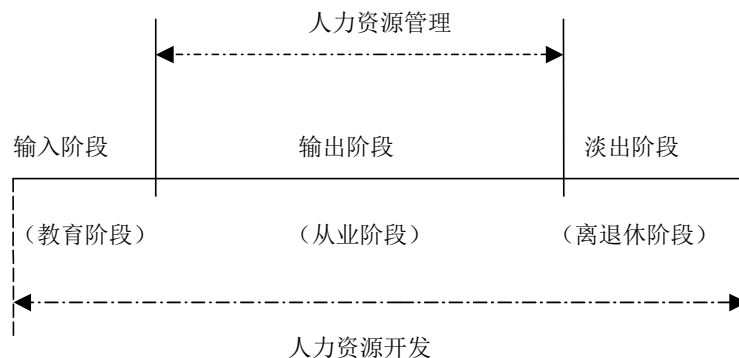 人力资源管理
输入阶段 输出阶段 淡出阶段
（教育阶段） （从业阶段） （离退休阶段）
人力资源开发